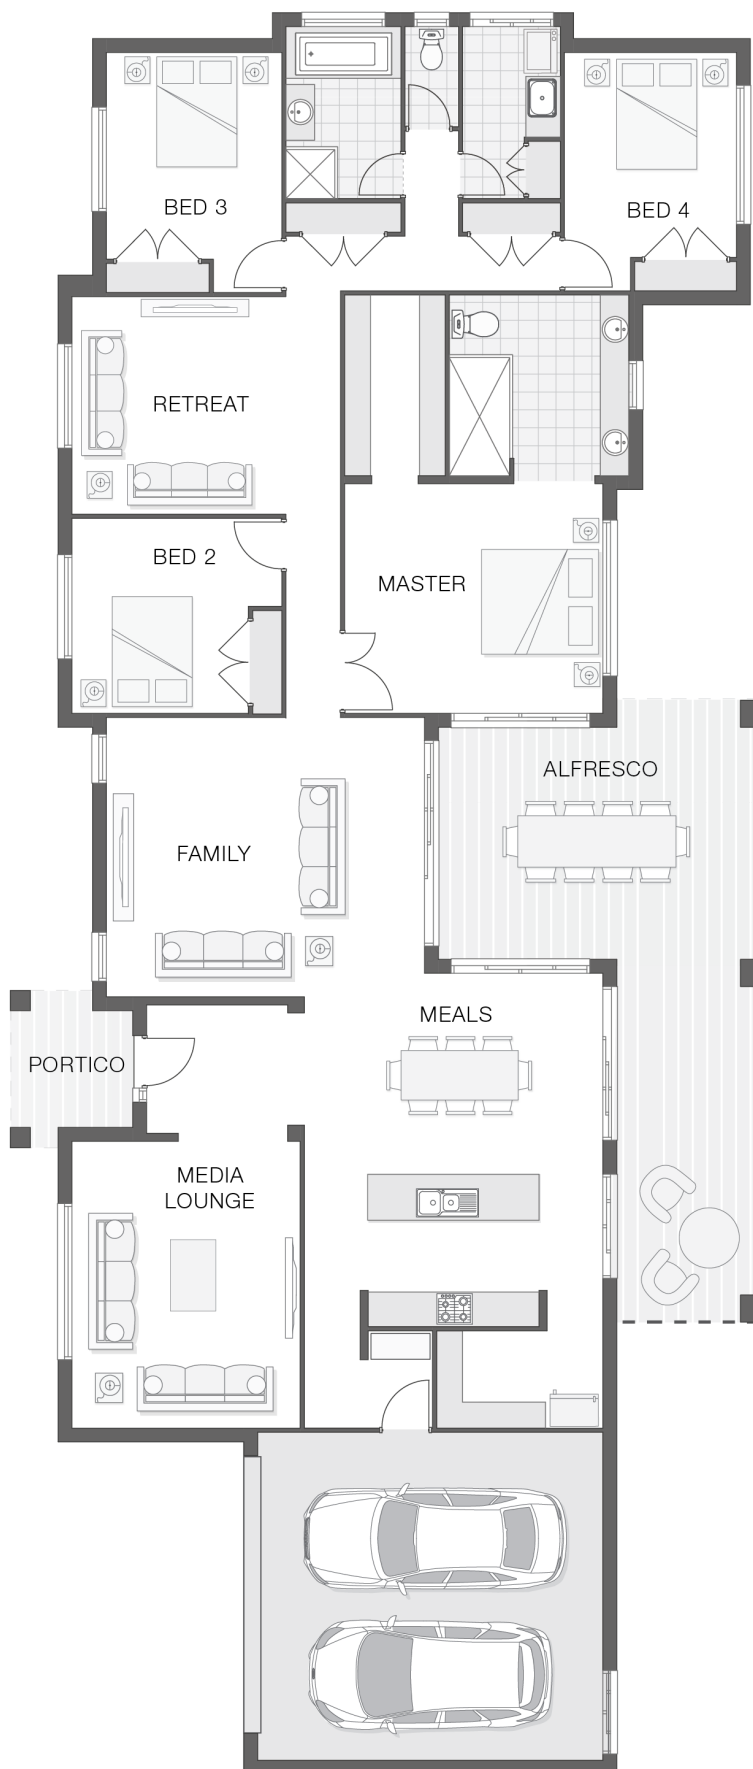 BED 3
BED 4
RETREAT
BED 2
MASTER
ALFRESCO
FAMILY
MEALS
PORTICO
MEDIA
LOUNGE